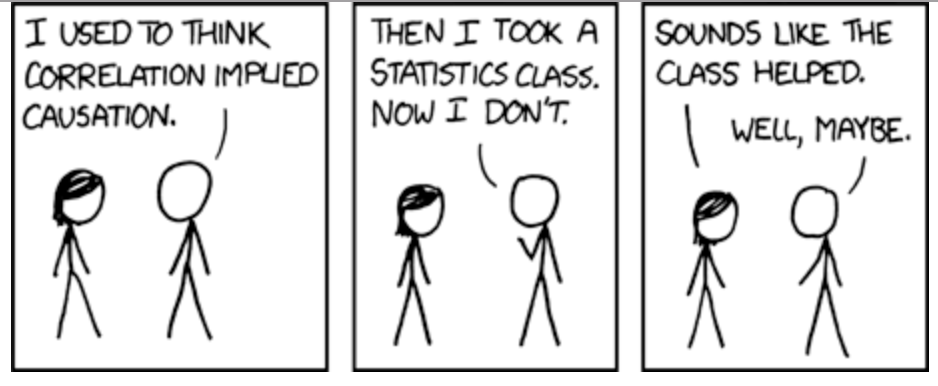 I USED TO THINK
CORRELATION IMPLIED
CAUSATION.
THEN I TOOK A
STATISTICS CLASS.
NOW I DON'T.
SOUNDS LIKE THE
CLASS HELPED.
WELL, MAYBE.